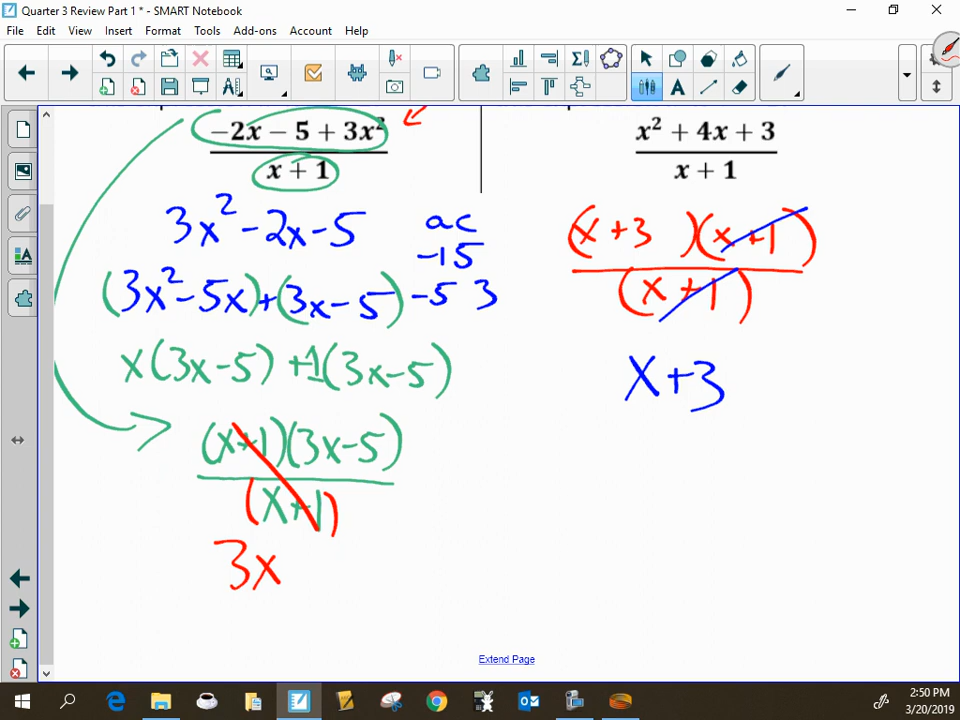 Quarter 3 Review Part 1 * - SMART Notebook
File Edit View Insert Format Tools Add-ons Account Help
-2x - 5 + 3x²
x + 1
3x² - 2x - 5
ac
-15
(3x² - 5x) + (3x - 5) -5 3
x(3x - 5) + 1(3x - 5)
(x + 1)(3x - 5)
(x + 1)
3x
x² + 4x + 3
x + 1
(x + 3 )(x + 1)
(x + 1)
x + 3
Extend Page
2:50 PM
3/20/2019